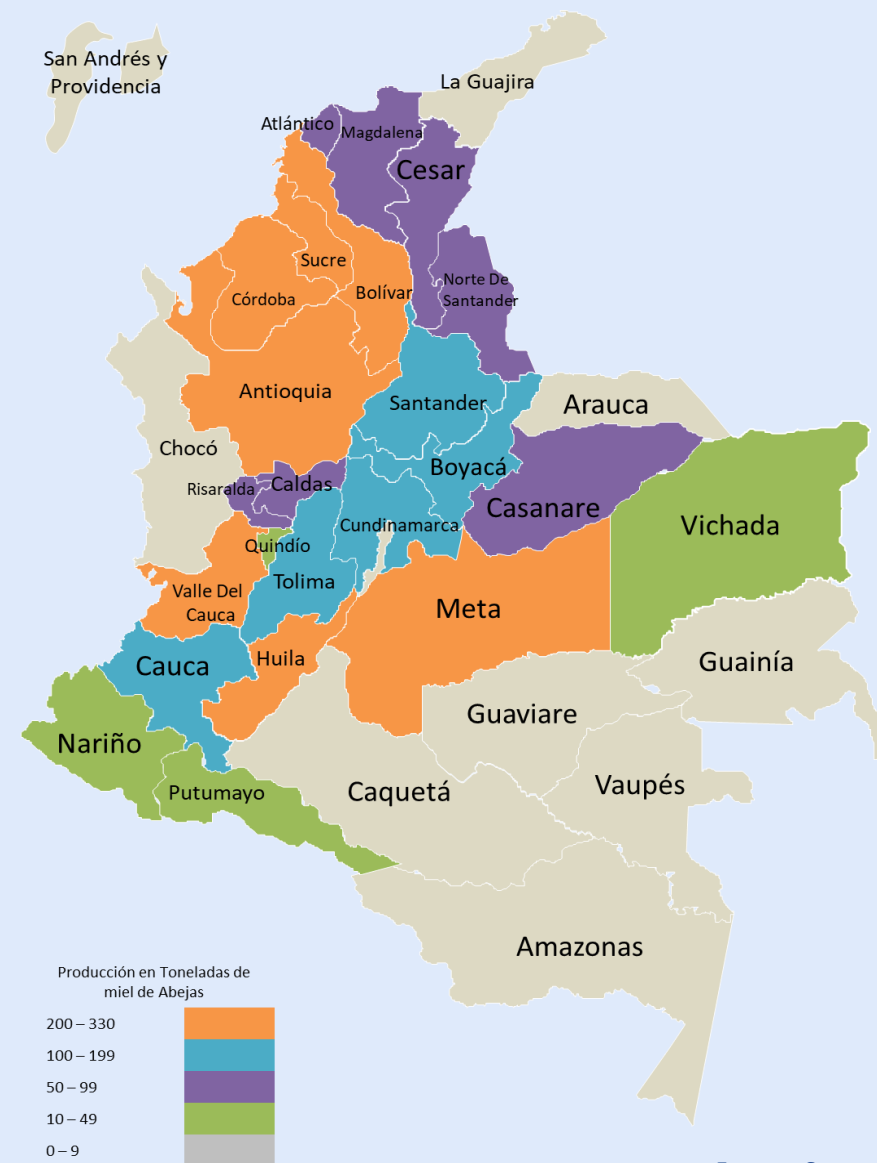 San Andrés y
Providencia
La Guajira
Atlántico
Magdalena
Cesar
Sucre
Norte De
Santander
Córdoba
Bolívar
Antioquia
Santander
Arauca
Chocó
Boyacá
Risaralda
Caldas
Casanare
Cundinamarca
Vichada
Quindío
Tolima
Valle Del
Cauca
Meta
Huila
Cauca
Guainía
Guaviare
Nariño
Putumayo
Caquetá
Vaupés
Amazonas
Producción en Toneladas de
miel de Abejas
200 – 330
100 – 199
50 – 99
10 – 49
0 – 9